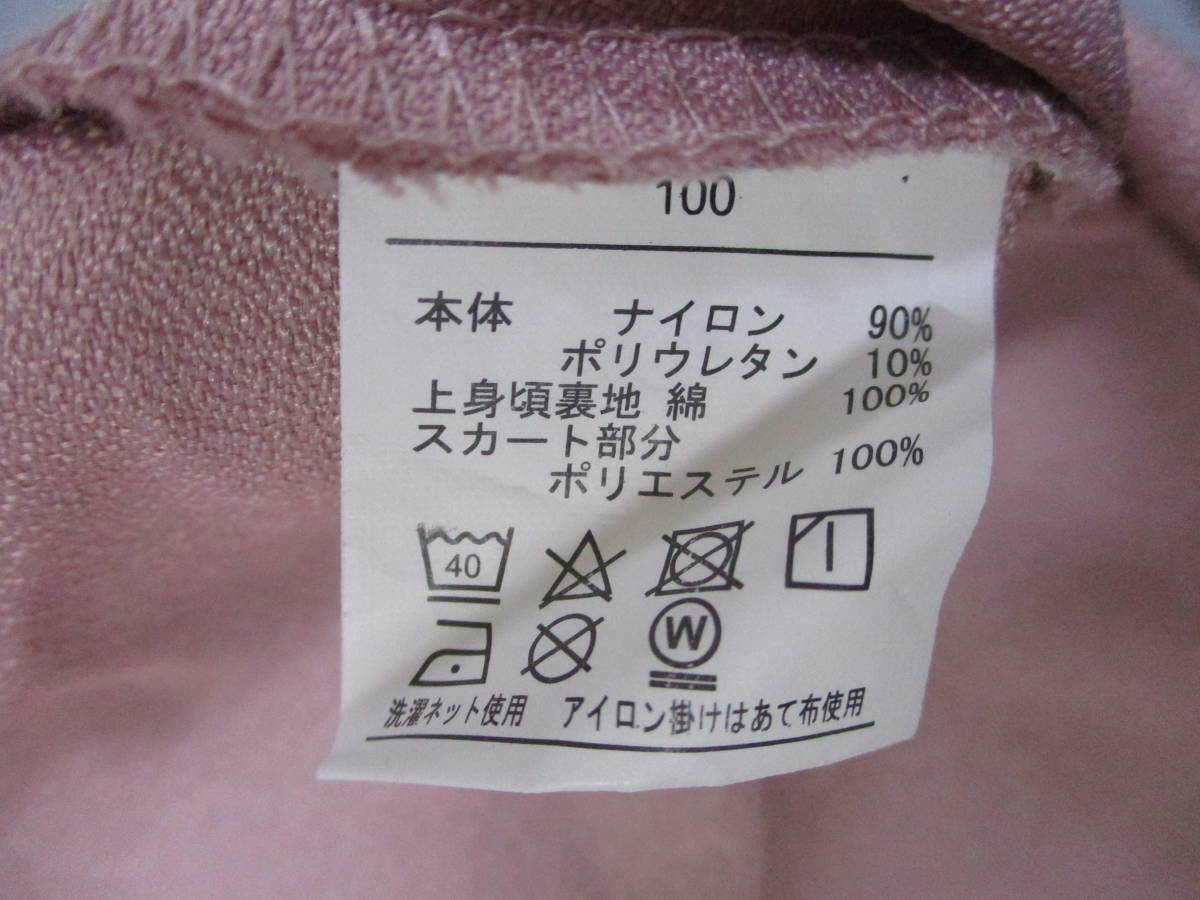 100
本体 ナイロン 90%
ポリウレタン 10%
上身頃裏地 綿 100%
スカート部分
ポリエステル 100%
40
W
洗濯ネット使用 アイロン掛けはあて布使用